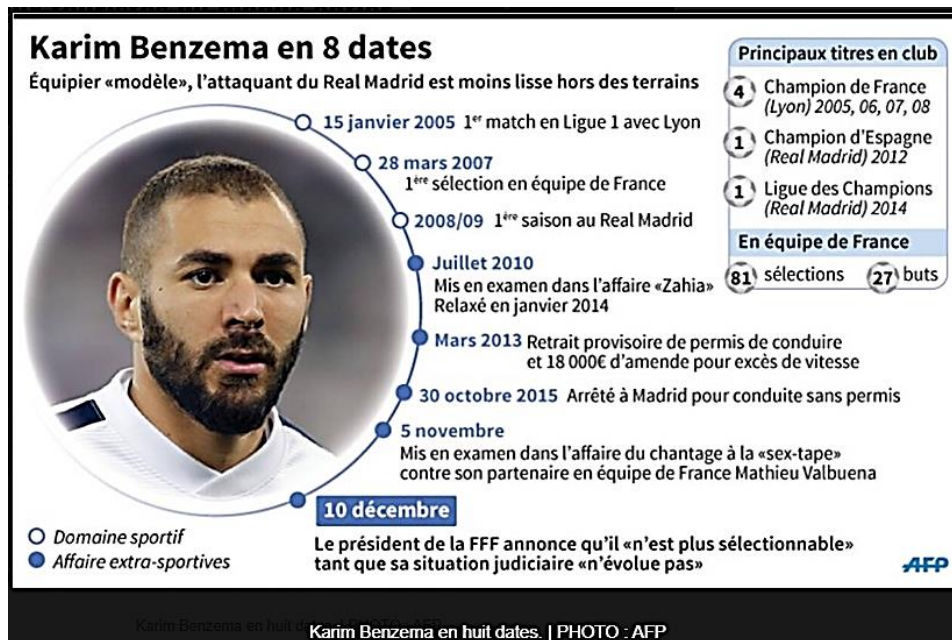 Karim Benzema en 8 dates
Équipier «modèle», l'attaquant du Real Madrid est moins lisse hors des terrains
15 janvier 2005 1er match en Ligue 1 avec Lyon
28 mars 2007
1ère sélection en équipe de France
2008/09 1ère saison au Real Madrid
Juillet 2010
Mis en examen dans l'affaire «Zahia»
Relaxé en janvier 2014
Mars 2013 Retrait provisoire de permis de conduire
et 18 000€ d'amende pour excès de vitesse
30 octobre 2015 Arrêté à Madrid pour conduite sans permis
5 novembre
Mis en examen dans l'affaire du chantage à la «sex-tape»
contre son partenaire en équipe de France Mathieu Valbuena
10 décembre
Le président de la FFF annonce qu'il «n'est plus sélectionnable»
tant que sa situation judiciaire «n'évolue pas»
Domaine sportif
Affaire extra-sportives
Principaux titres en club
4 Champion de France
(Lyon) 2005, 06, 07, 08
1 Champion d'Espagne
(Real Madrid) 2012
1 Ligue des Champions
(Real Madrid) 2014
En équipe de France
81 sélections 27 buts
AFP
Karim Benzema en huit dates. | PHOTO : AFP
Karim Benzema en huit dates. | PHOTO : AFP